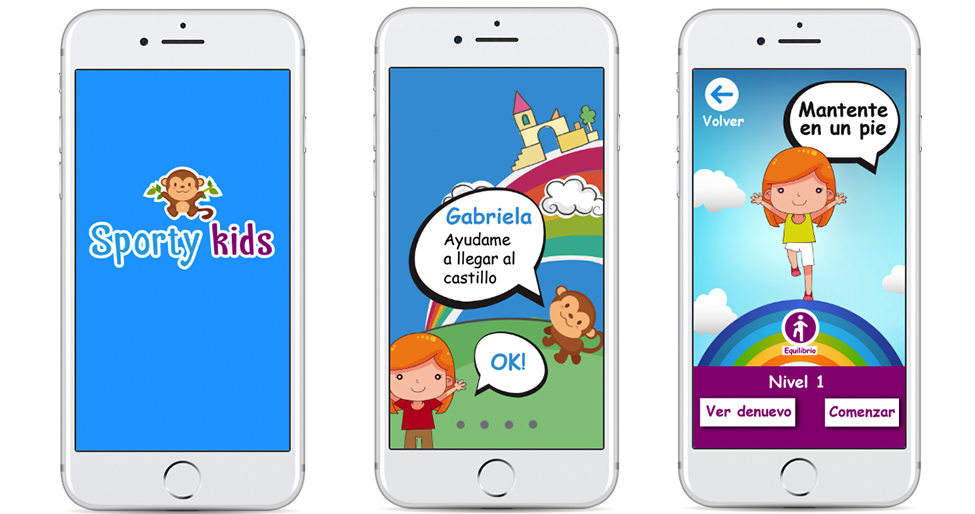 Sporty kids
Gabriela
Ayudame
a llegar al
castillo
OK!
Volver
Mantente
en un pie
Equilibrio
Nivel 1
Ver denuevo
Comenzar